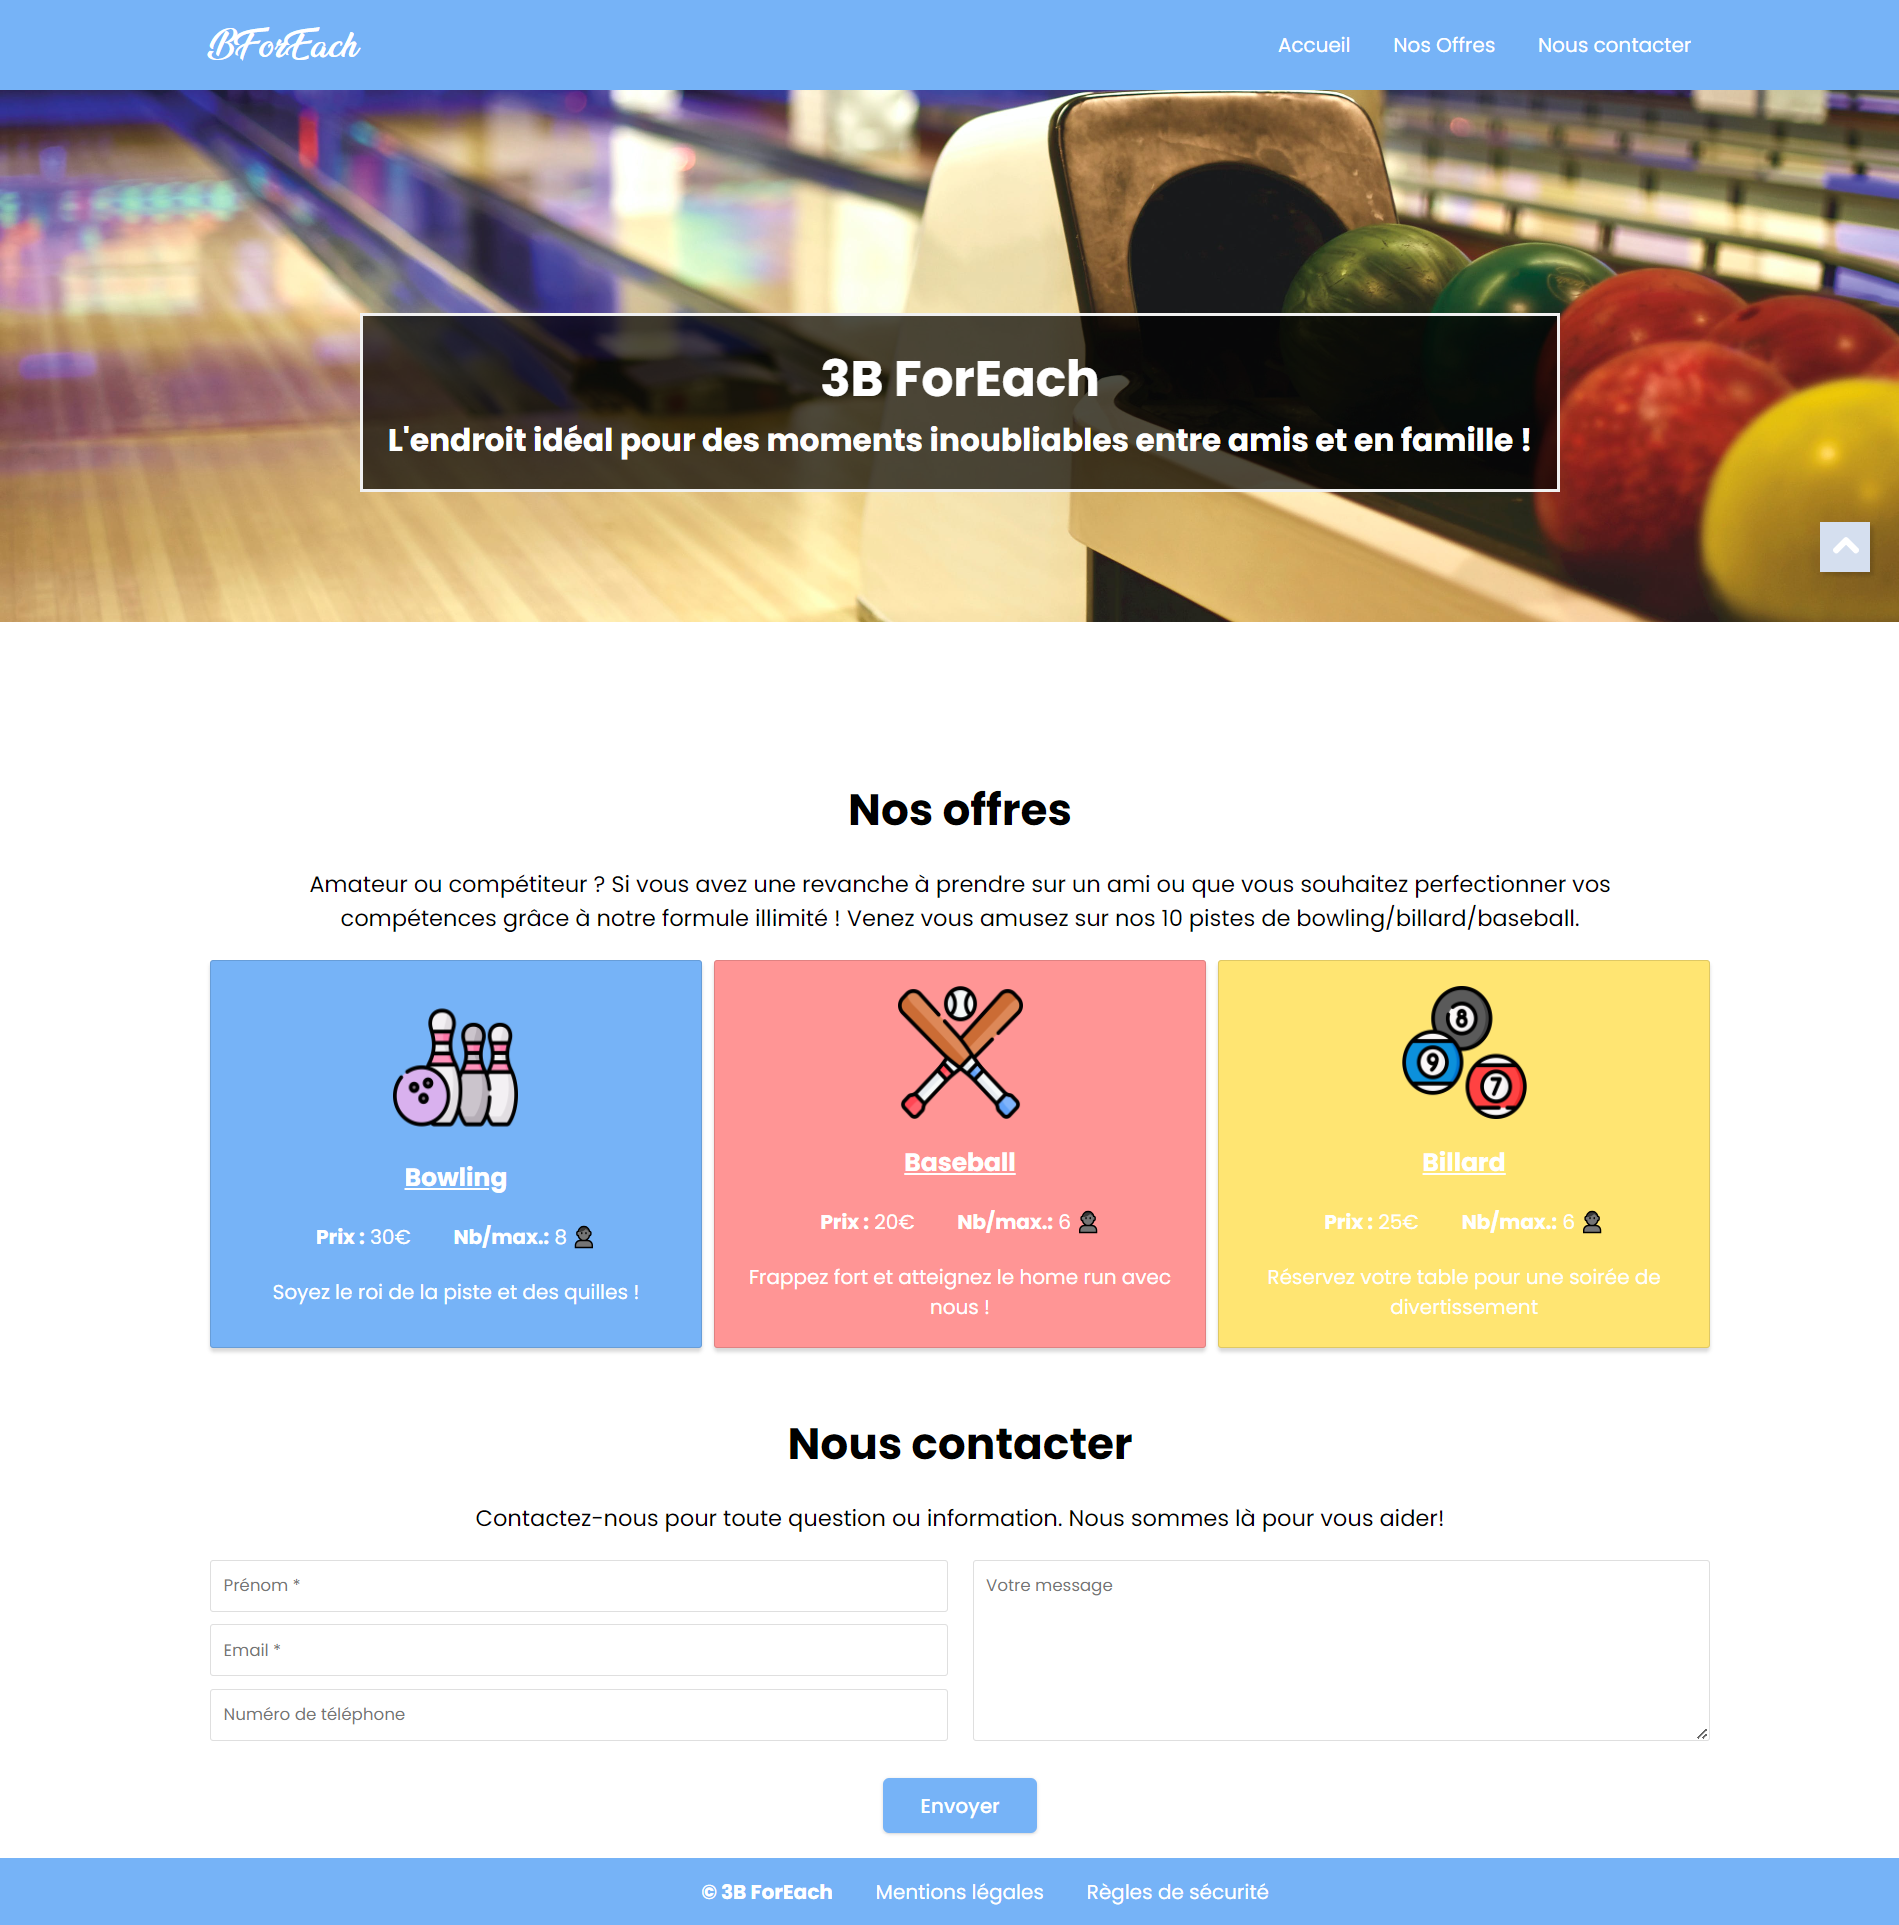 BForEach
Accueil Nos Offres Nous contacter
3B ForEach
L'endroit idéal pour des moments inoubliables entre amis et en famille !
Nos offres
Amateur ou compétiteur ? Si vous avez une revanche à prendre sur un ami ou que vous souhaitez perfectionner vos
compétences grâce à notre formule illimité ! Venez vous amusez sur nos 10 pistes de bowling/billard/baseball.
Bowling
Prix : 30€ Nb/max.: 8
Soyez le roi de la piste et des quilles !
Baseball
Prix : 20€ Nb/max.: 6
Frappez fort et atteignez le home run avec
nous !
8
9
7
Billard
Prix : 25€ Nb/max.: 6
Réservez votre table pour une soirée de
divertissement
Nous contacter
Contactez-nous pour toute question ou information. Nous sommes là pour vous aider!
Prénom *
Email *
Numéro de téléphone
Votre message
Envoyer
© 3B ForEach Mentions légales Règles de sécurité